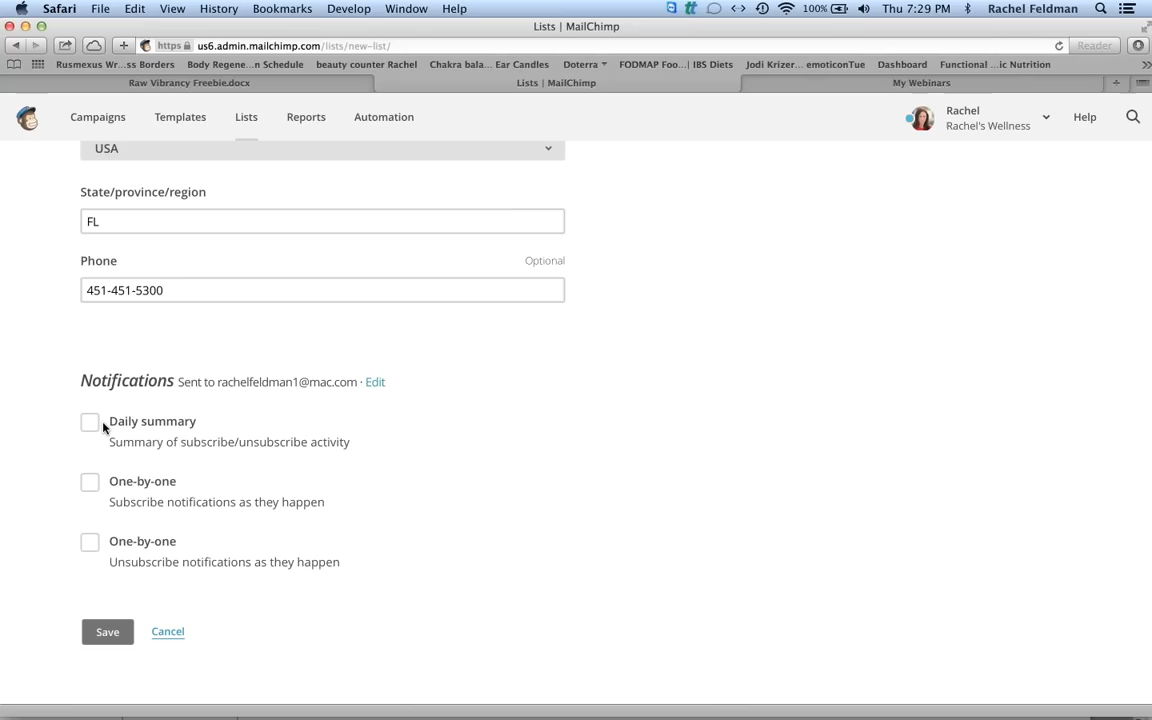 Safari File Edit View History Bookmarks Develop Window Help 100% Thu 7:29 PM Rachel Feldman
Lists | MailChimp
https us6.admin.mailchimp.com/lists/new-list/ Reader
Rusmexus Wr...ss Borders Body Regene...n Schedule beauty counter Rachel Chakra bala... Ear Candles Doterra FODMAP Foo...| IBS Diets Jodi Krizer... emoticonTue Dashboard Functional ...ic Nutrition
Raw Vibrancy Freebie.docx Lists | MailChimp My Webinars
Campaigns Templates Lists Reports Automation Rachel Help
Rachel's Wellness
USA
State/province/region
FL
Phone Optional
451-451-5300
Notifications Sent to rachelfeldman1@mac.com · Edit
Daily summary
Summary of subscribe/unsubscribe activity
One-by-one
Subscribe notifications as they happen
One-by-one
Unsubscribe notifications as they happen
Save Cancel